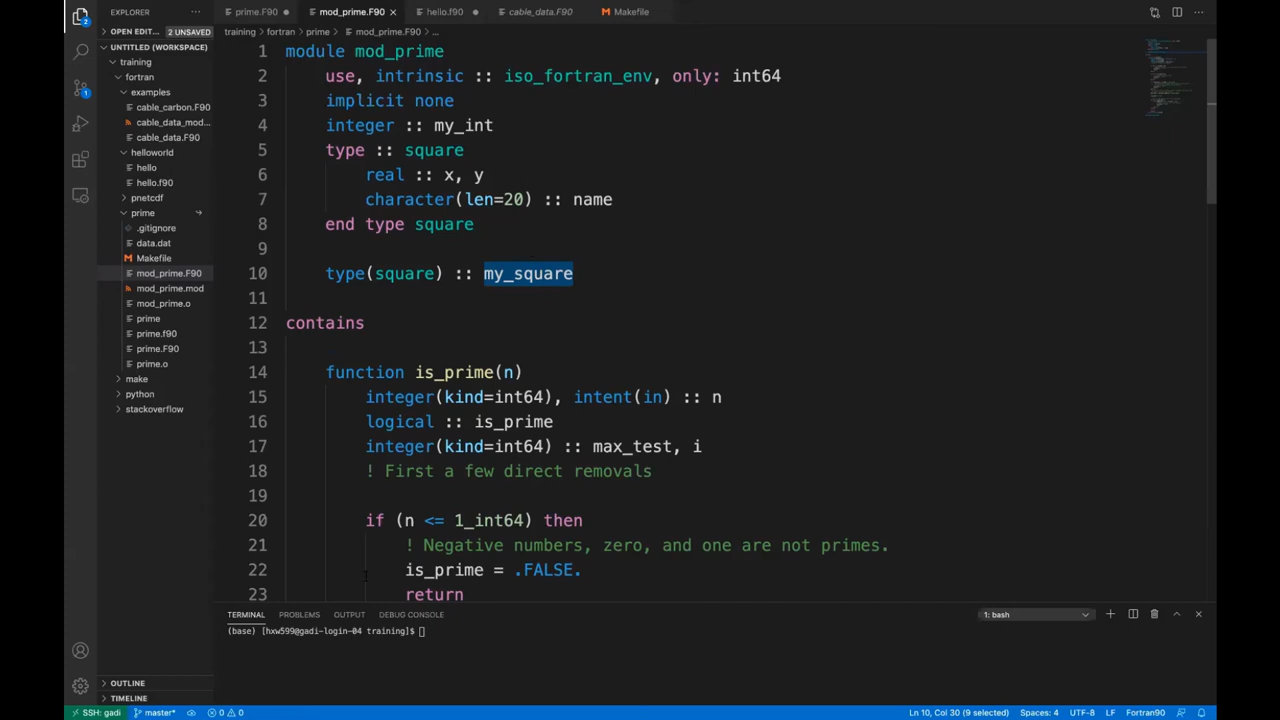 EXPLORER ···
prime.F90 mod_prime.F90 hello.f90 cable_data.F90 Makefile
OPEN EDIT... 2 UNSAVED
training > fortran > prime > mod_prime.F90 > ...
UNTITLED (WORKSPACE)
training
fortran
examples
cable_carbon.F90
cable_data_mod...
cable_data.F90
helloworld
hello
hello.f90
pnetcdf
prime
.gitignore
data.dat
Makefile
mod_prime.F90
mod_prime.mod
mod_prime.o
prime
prime.f90
prime.F90
prime.o
make
python
stackoverflow
OUTLINE
TIMELINE
1 module mod_prime
2 use, intrinsic :: iso_fortran_env, only: int64
3 implicit none
4 integer :: my_int
5 type :: square
6 real :: x, y
7 character(len=20) :: name
8 end type square
9
10 type(square) :: my_square
11
12 contains
13
14 function is_prime(n)
15 integer(kind=int64), intent(in) :: n
16 logical :: is_prime
17 integer(kind=int64) :: max_test, i
18 ! First a few direct removals
19
20 if (n <= 1_int64) then
21 ! Negative numbers, zero, and one are not primes.
22 is_prime = .FALSE.
23 return
TERMINAL PROBLEMS OUTPUT DEBUG CONSOLE 1: bash
(base) [hxw599@gadi-login-04 training]$
SSH: gadi master* 0 0 Ln 10, Col 30 (9 selected) Spaces: 4 UTF-8 LF Fortran90